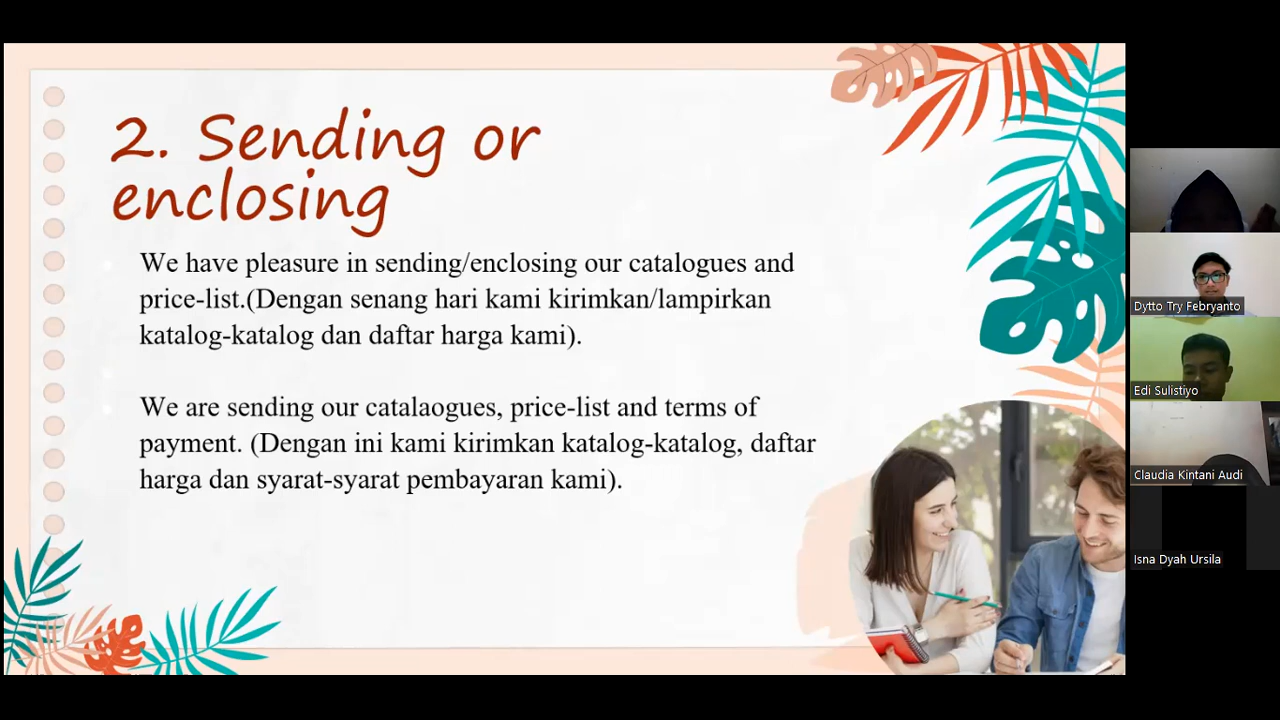 2. Sending or
enclosing
We have pleasure in sending/enclosing our catalogues and
price-list.(Dengan senang hari kami kirimkan/lampirkan
katalog-katalog dan daftar harga kami).
We are sending our catalaogues, price-list and terms of
payment. (Dengan ini kami kirimkan katalog-katalog, daftar
harga dan syarat-syarat pembayaran kami).
Dytto Try Febryanto
Edi Sulistiyo
Claudia Kintani Audi
Isna Dyah Ursila